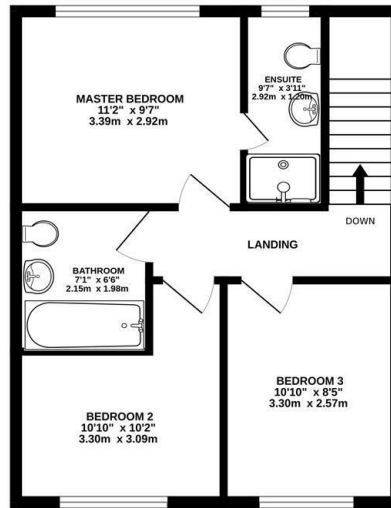 MASTER BEDROOM
11'2" x 9'7"
3.39m x 2.92m
ENSUITE
9'7" x 3'11"
2.92m x 1.20m
DOWN
LANDING
BATHROOM
7'1" x 6'6"
2.15m x 1.98m
BEDROOM 2
10'10" x 10'2"
3.30m x 3.09m
BEDROOM 3
10'10" x 8'5"
3.30m x 2.57m